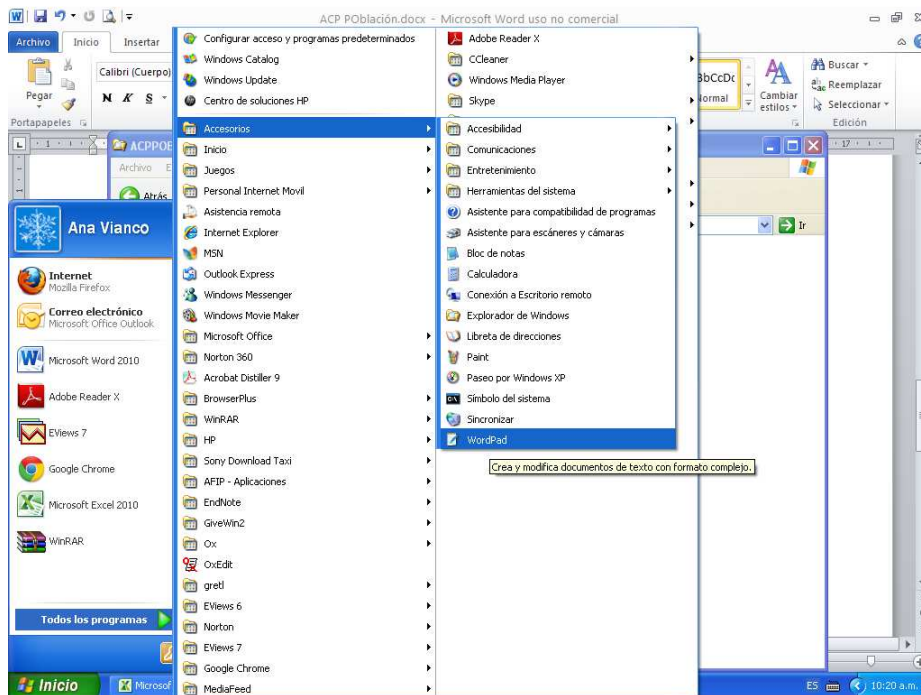 ACP POblación.docx - Microsoft Word uso no comercial
Archivo
Inicio
Insertar
Pegar
Portapapeles
Calibri (Cuerpo)
N K S
Cambiar estilos
Buscar
Reemplazar
Seleccionar
Edición
17
ACPPOB
Archivo E
Atrás
Ir
Ana Vianco
Internet
Mozilla Firefox
Correo electrónico
Microsoft Office Outlook
Microsoft Word 2010
Adobe Reader X
EViews 7
Google Chrome
Microsoft Excel 2010
WinRAR
Todos los programas
Configurar acceso y programas predeterminados
Windows Catalog
Windows Update
Centro de soluciones HP
Accesorios
Inicio
Juegos
Personal Internet Movil
Asistencia remota
Internet Explorer
MSN
Outlook Express
Windows Messenger
Windows Movie Maker
Microsoft Office
Norton 360
Acrobat Distiller 9
BrowserPlus
WinRAR
HP
Sony Download Taxi
AFIP - Aplicaciones
EndNote
GiveWin2
Ox
OxEdit
gretl
EViews 6
Norton
EViews 7
Google Chrome
MediaFeed
Adobe Reader X
CCleaner
Windows Media Player
Skype
Accesibilidad
Comunicaciones
Entretenimiento
Herramientas del sistema
Asistente para compatibilidad de programas
Asistente para escáneres y cámaras
Bloc de notas
Calculadora
Conexión a Escritorio remoto
Explorador de Windows
Libreta de direcciones
Paint
Paseo por Windows XP
Símbolo del sistema
Sincronizar
WordPad
Crea y modifica documentos de texto con formato complejo.
Inicio
Microsof
ES
10:20 a.m.